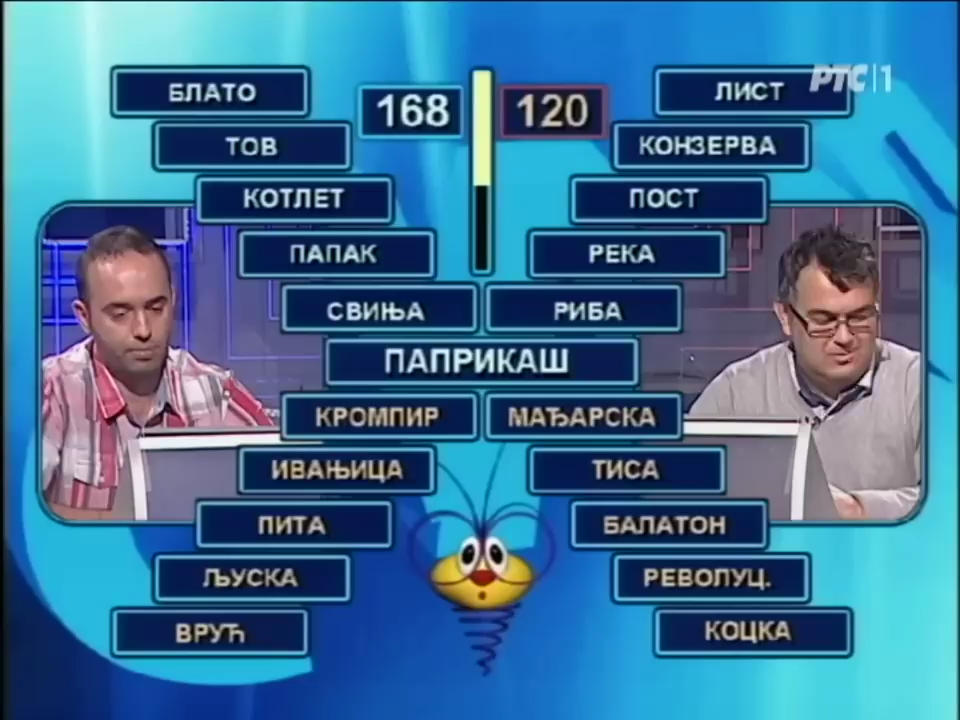 БЛАТО
168
120
ЛИСТ
РТС|1
ТОВ
КОНЗЕРВА
КОТЛЕТ
ПОСТ
ПАПАК
РЕКА
СВИЊА
РИБА
ПАПРИКАШ
КРОМПИР
МАЂАРСКА
ИВАЊИЦА
ТИСА
ПИТА
БАЛАТОН
ЉУСКА
РЕВОЛУЦ.
ВРУЋ
КОЦКА